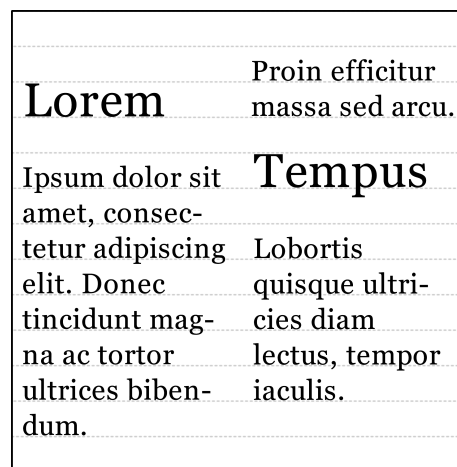 Lorem
Ipsum dolor sit
amet, consec-
tetur adipiscing
elit. Donec
tincidunt mag-
na ac tortor
ultrices biben-
dum.
Proin efficitur
massa sed arcu.
Tempus
Lobortis
quisque ultri-
cies diam
lectus, tempor
iaculis.